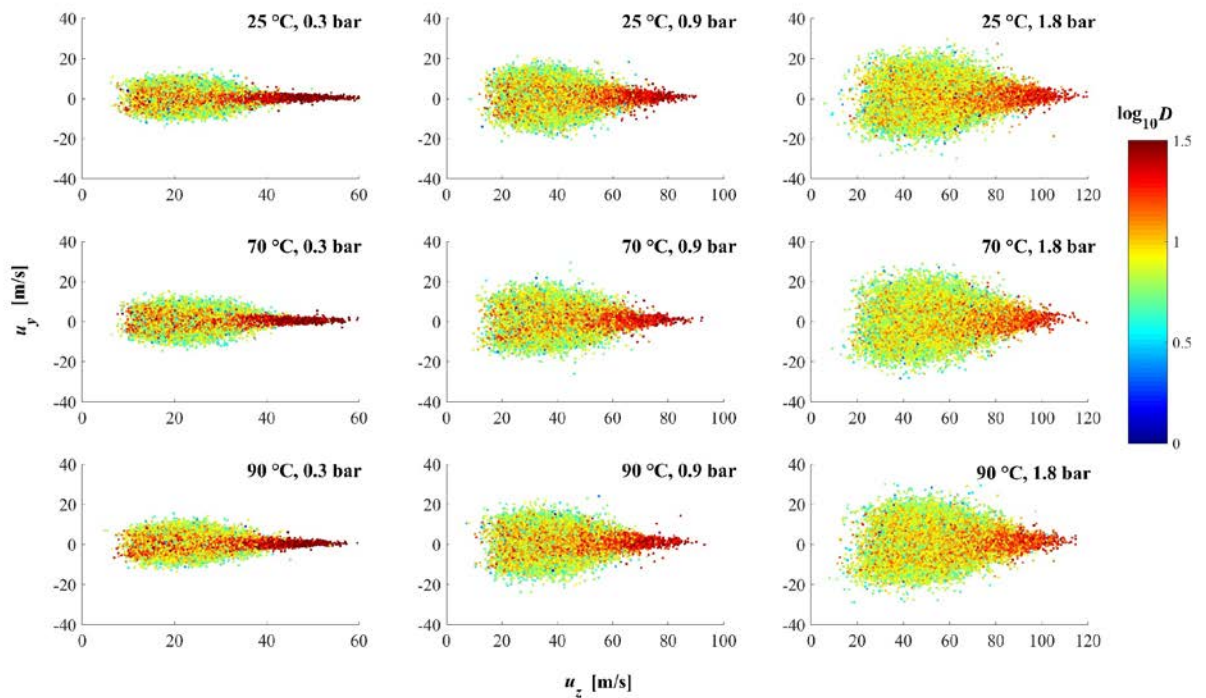 25 °C, 0.3 bar
40
20
0
-20
-40
0 20 40 60
25 °C, 0.9 bar
40
20
0
-20
-40
0 20 40 60 80 100
25 °C, 1.8 bar
40
20
0
-20
-40
0 20 40 60 80 100 120
log10D
1.5
1
0.5
0
70 °C, 0.3 bar
40
20
0
-20
-40
0 20 40 60
70 °C, 0.9 bar
40
20
0
-20
-40
0 20 40 60 80 100
70 °C, 1.8 bar
40
20
0
-20
-40
0 20 40 60 80 100 120
uy [m/s]
90 °C, 0.3 bar
40
20
0
-20
-40
0 20 40 60
90 °C, 0.9 bar
40
20
0
-20
-40
0 20 40 60 80 100
90 °C, 1.8 bar
40
20
0
-20
-40
0 20 40 60 80 100 120
uz [m/s]